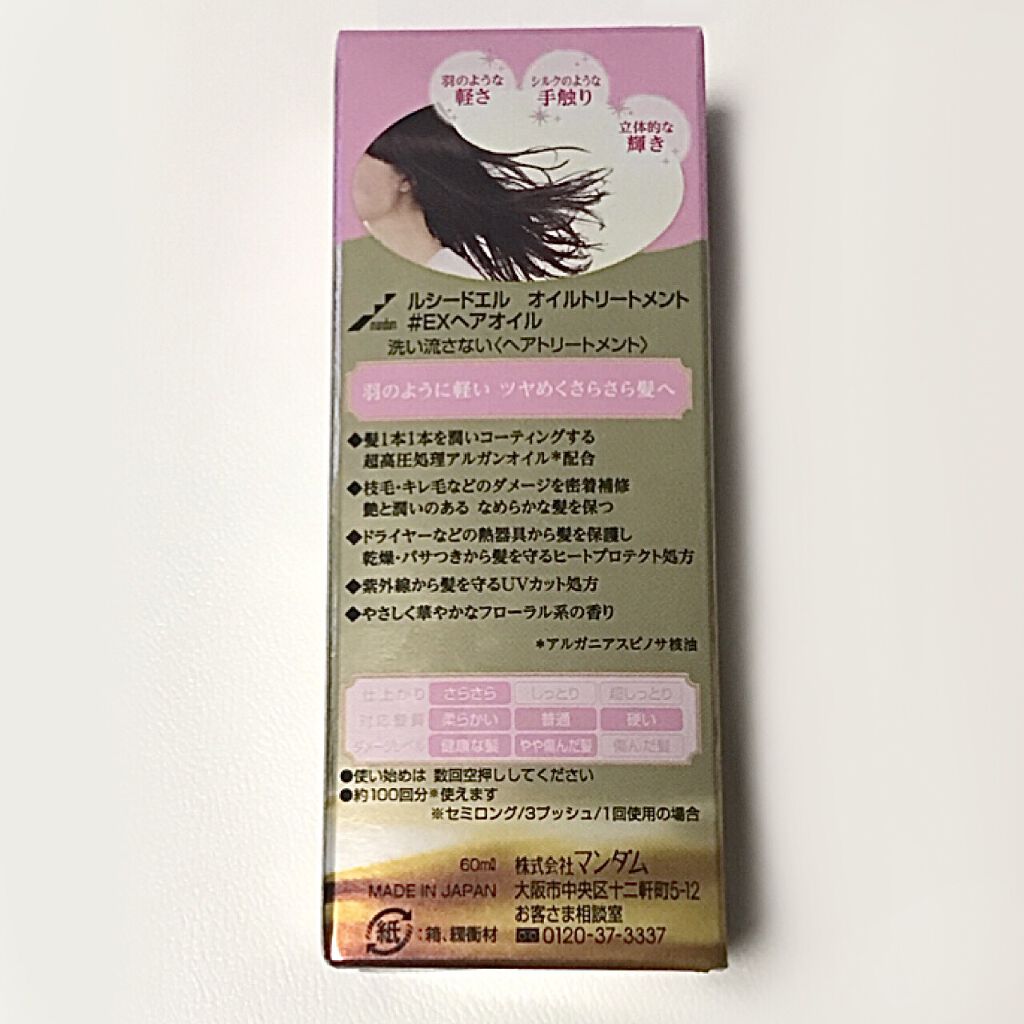 羽のような
軽さ
シルクのような
手触り
立体的な
輝き
mandom
ルシードエル オイルトリートメント
#EXヘアオイル
洗い流さない〈ヘアトリートメント〉
羽のように軽い ツヤめくさらさら髪へ
◆髪1本1本を潤いコーティングする
超高圧処理アルガンオイル*配合
◆枝毛・キレ毛などのダメージを密着補修
艶と潤いのある なめらかな髪を保つ
◆ドライヤーなどの熱器具から髪を保護し
乾燥・パサつきから髪を守るヒートプロテクト処方
◆紫外線から髪を守るUVカット処方
◆やさしく華やかなフローラル系の香り
*アルガニアスピノサ核油
仕上がり さらさら しっとり 超しっとり
対応髪質 柔らかい 普通 硬い
ダメージレベル 健康な髪 やや傷んだ髪 傷んだ髪
●使い始めは 数回空押ししてください
●約100回分※使えます
※セミロング/3プッシュ/1回使用の場合
60ml 株式会社マンダム
MADE IN JAPAN 大阪市中央区十二軒町5-12
お客さま相談室
紙 :箱、緩衝材 0120-37-3337